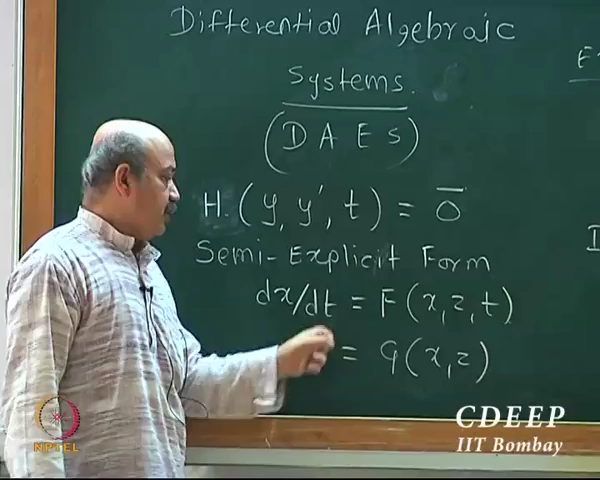 Differential Algebraic
Systems.
(DAES)
H. (y, y', t) = 0̅
Semi-Explicit Form
dx/dt = F(x, z, t)
= G(x, z)
NPTEL
CDEEP
IIT Bombay